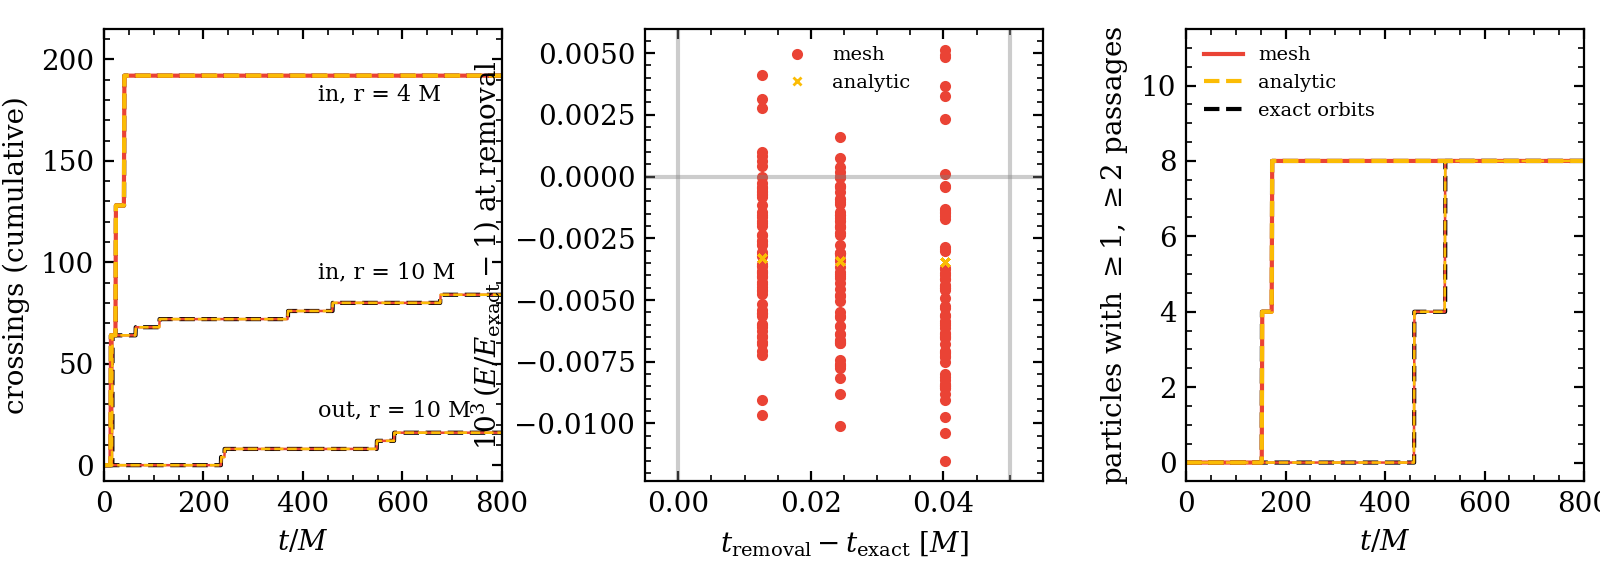 crossings (cumulative)
200
150
100
50
0
in, r = 4 M
in, r = 10 M
out, r = 10 M
0 200 400 600 800
t/M
10³ (E/E_exact − 1) at removal
0.0050
0.0025
0.0000
−0.0025
−0.0050
−0.0075
−0.0100
mesh
analytic
0.00 0.02 0.04
t_removal − t_exact [M]
particles with ≥1, ≥2 passages
10
8
6
4
2
0
mesh
analytic
exact orbits
0 200 400 600 800
t/M